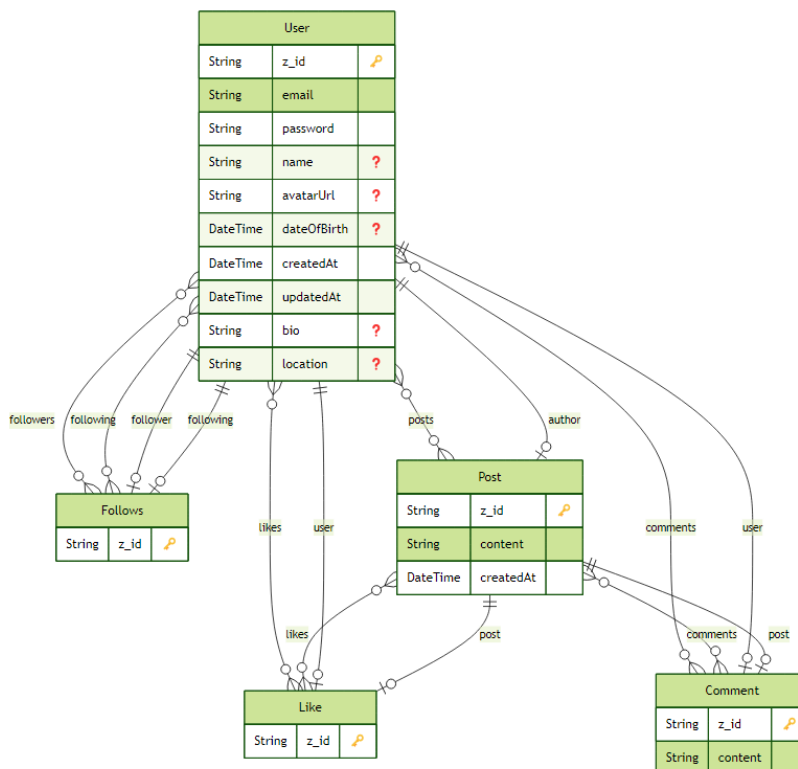 User
String z_id 🔑
String email
String password
String name ?
String avatarUrl ?
DateTime dateOfBirth ?
DateTime createdAt
DateTime updatedAt
String bio ?
String location ?
followers following follower following posts author
Post
String z_id 🔑
String content
DateTime createdAt
Follows
String z_id 🔑
likes user comments user
likes post comments post
Like
String z_id 🔑
Comment
String z_id 🔑
String content